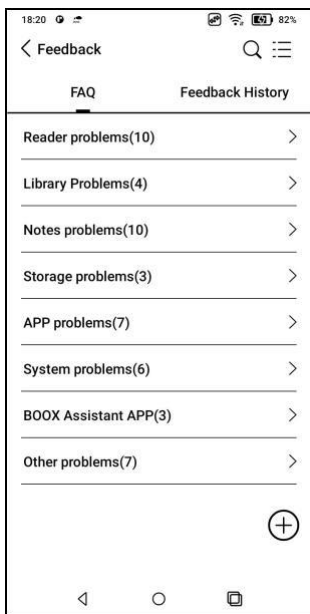 18:20 82%
Feedback
FAQ Feedback History
Reader problems(10)
Library Problems(4)
Notes problems(10)
Storage problems(3)
APP problems(7)
System problems(6)
BOOX Assistant APP(3)
Other problems(7)